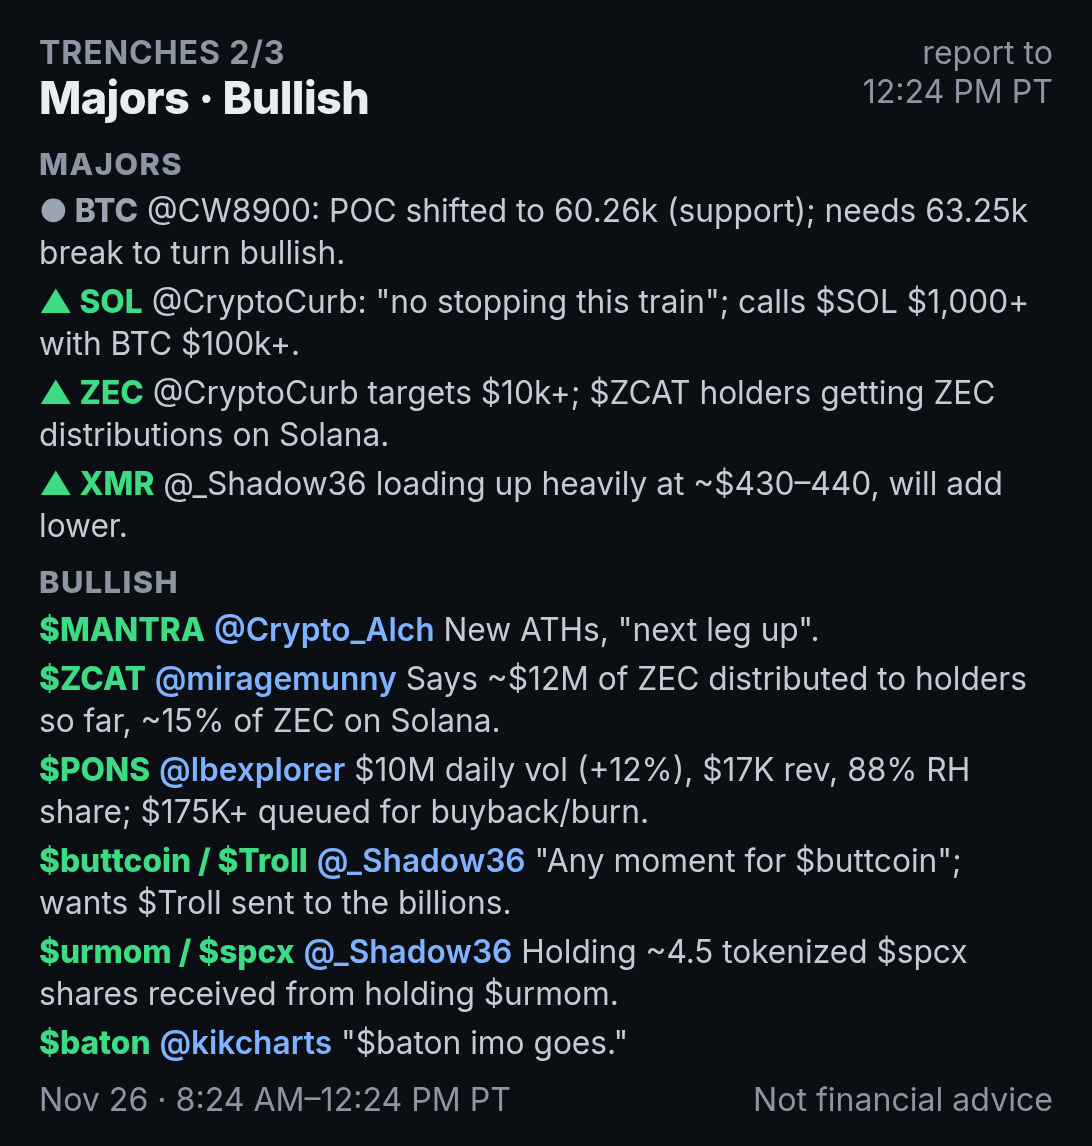 TRENCHES 2/3
report to
Majors · Bullish
12:24 PM PT
MAJORS
● BTC @CW8900: POC shifted to 60.26k (support); needs 63.25k
break to turn bullish.
▲ SOL @CryptoCurb: "no stopping this train"; calls $SOL $1,000+
with BTC $100k+.
▲ ZEC @CryptoCurb targets $10k+; $ZCAT holders getting ZEC
distributions on Solana.
▲ XMR @_Shadow36 loading up heavily at ~$430–440, will add
lower.
BULLISH
$MANTRA @Crypto_Alch New ATHs, "next leg up".
$ZCAT @miragemunny Says ~$12M of ZEC distributed to holders
so far, ~15% of ZEC on Solana.
$PONS @lbexplorer $10M daily vol (+12%), $17K rev, 88% RH
share; $175K+ queued for buyback/burn.
$buttcoin / $Troll @_Shadow36 "Any moment for $buttcoin";
wants $Troll sent to the billions.
$urmom / $spcx @_Shadow36 Holding ~4.5 tokenized $spcx
shares received from holding $urmom.
$baton @kikcharts "$baton imo goes."
Nov 26 · 8:24 AM–12:24 PM PT
Not financial advice